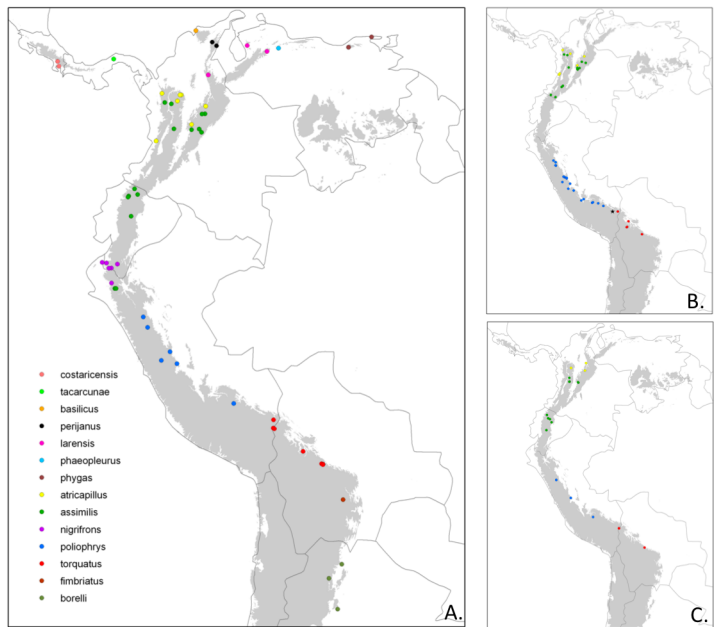 costaricensis
tacarcunae
basilicus
perijanus
larensis
phaeopleurus
phygas
atricapillus
assimilis
nigrifrons
poliophrys
torquatus
fimbriatus
borelli
A.
B.
C.